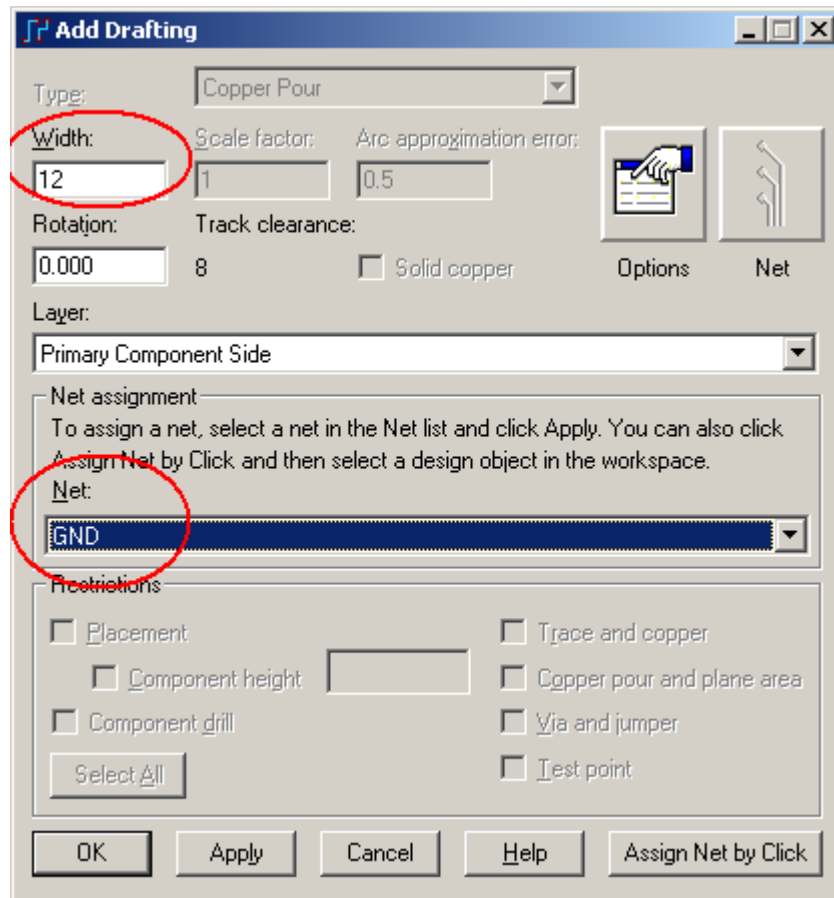 Add Drafting
Type: Copper Pour
Width: Scale factor: Arc approximation error:
12 1 0.5
Rotation: Track clearance:
0.000 8 Solid copper Options Net
Layer:
Primary Component Side
Net assignment
To assign a net, select a net in the Net list and click Apply. You can also click
Assign Net by Click and then select a design object in the workspace.
Net:
GND
Restrictions
Placement Trace and copper
Component height Copper pour and plane area
Component drill Via and jumper
Select All Test point
OK Apply Cancel Help Assign Net by Click